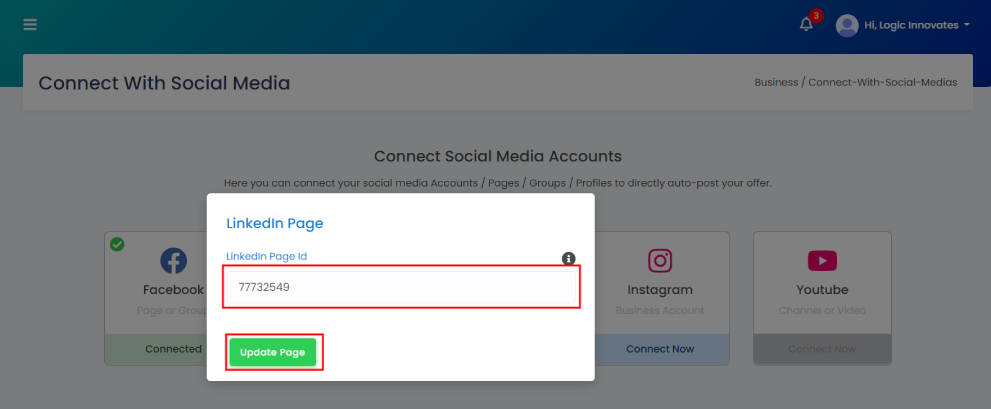 3
Hi, Logic Innovates
Connect With Social Media
Business / Connect-With-Social-Medias
Connect Social Media Accounts
Here you can connect your social media Accounts / Pages / Groups / Profiles to directly auto-post your offer.
LinkedIn Page
LinkedIn Page Id
77732549
Update Page
Facebook
Page or Group
Connected
Instagram
Business Account
Connect Now
Youtube
Channel or Video
Connect Now